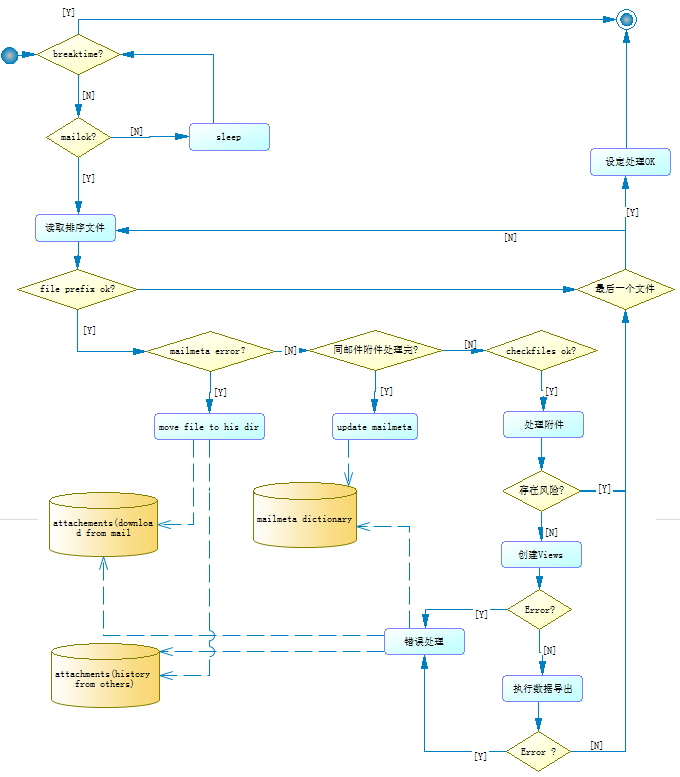 [Y]
breaktime?
[N]
mailok?
[N]
sleep
[Y]
设定处理OK
[Y]
读取排序文件
[N]
file prefix ok?
最后一个文件
[Y]
mailmeta error?
[N]
同邮件附件处理完?
[N]
checkfiles ok?
[Y]
[Y]
[Y]
move file to his dir
update mailmeta
处理附件
存在风险?
[Y]
attachements(downloa
d from mail
mailmeta dictionary
[N]
创建Views
Error?
[Y]
错误处理
[N]
attachments(history
from others)
执行数据导出
Error ?
[Y]
[N]